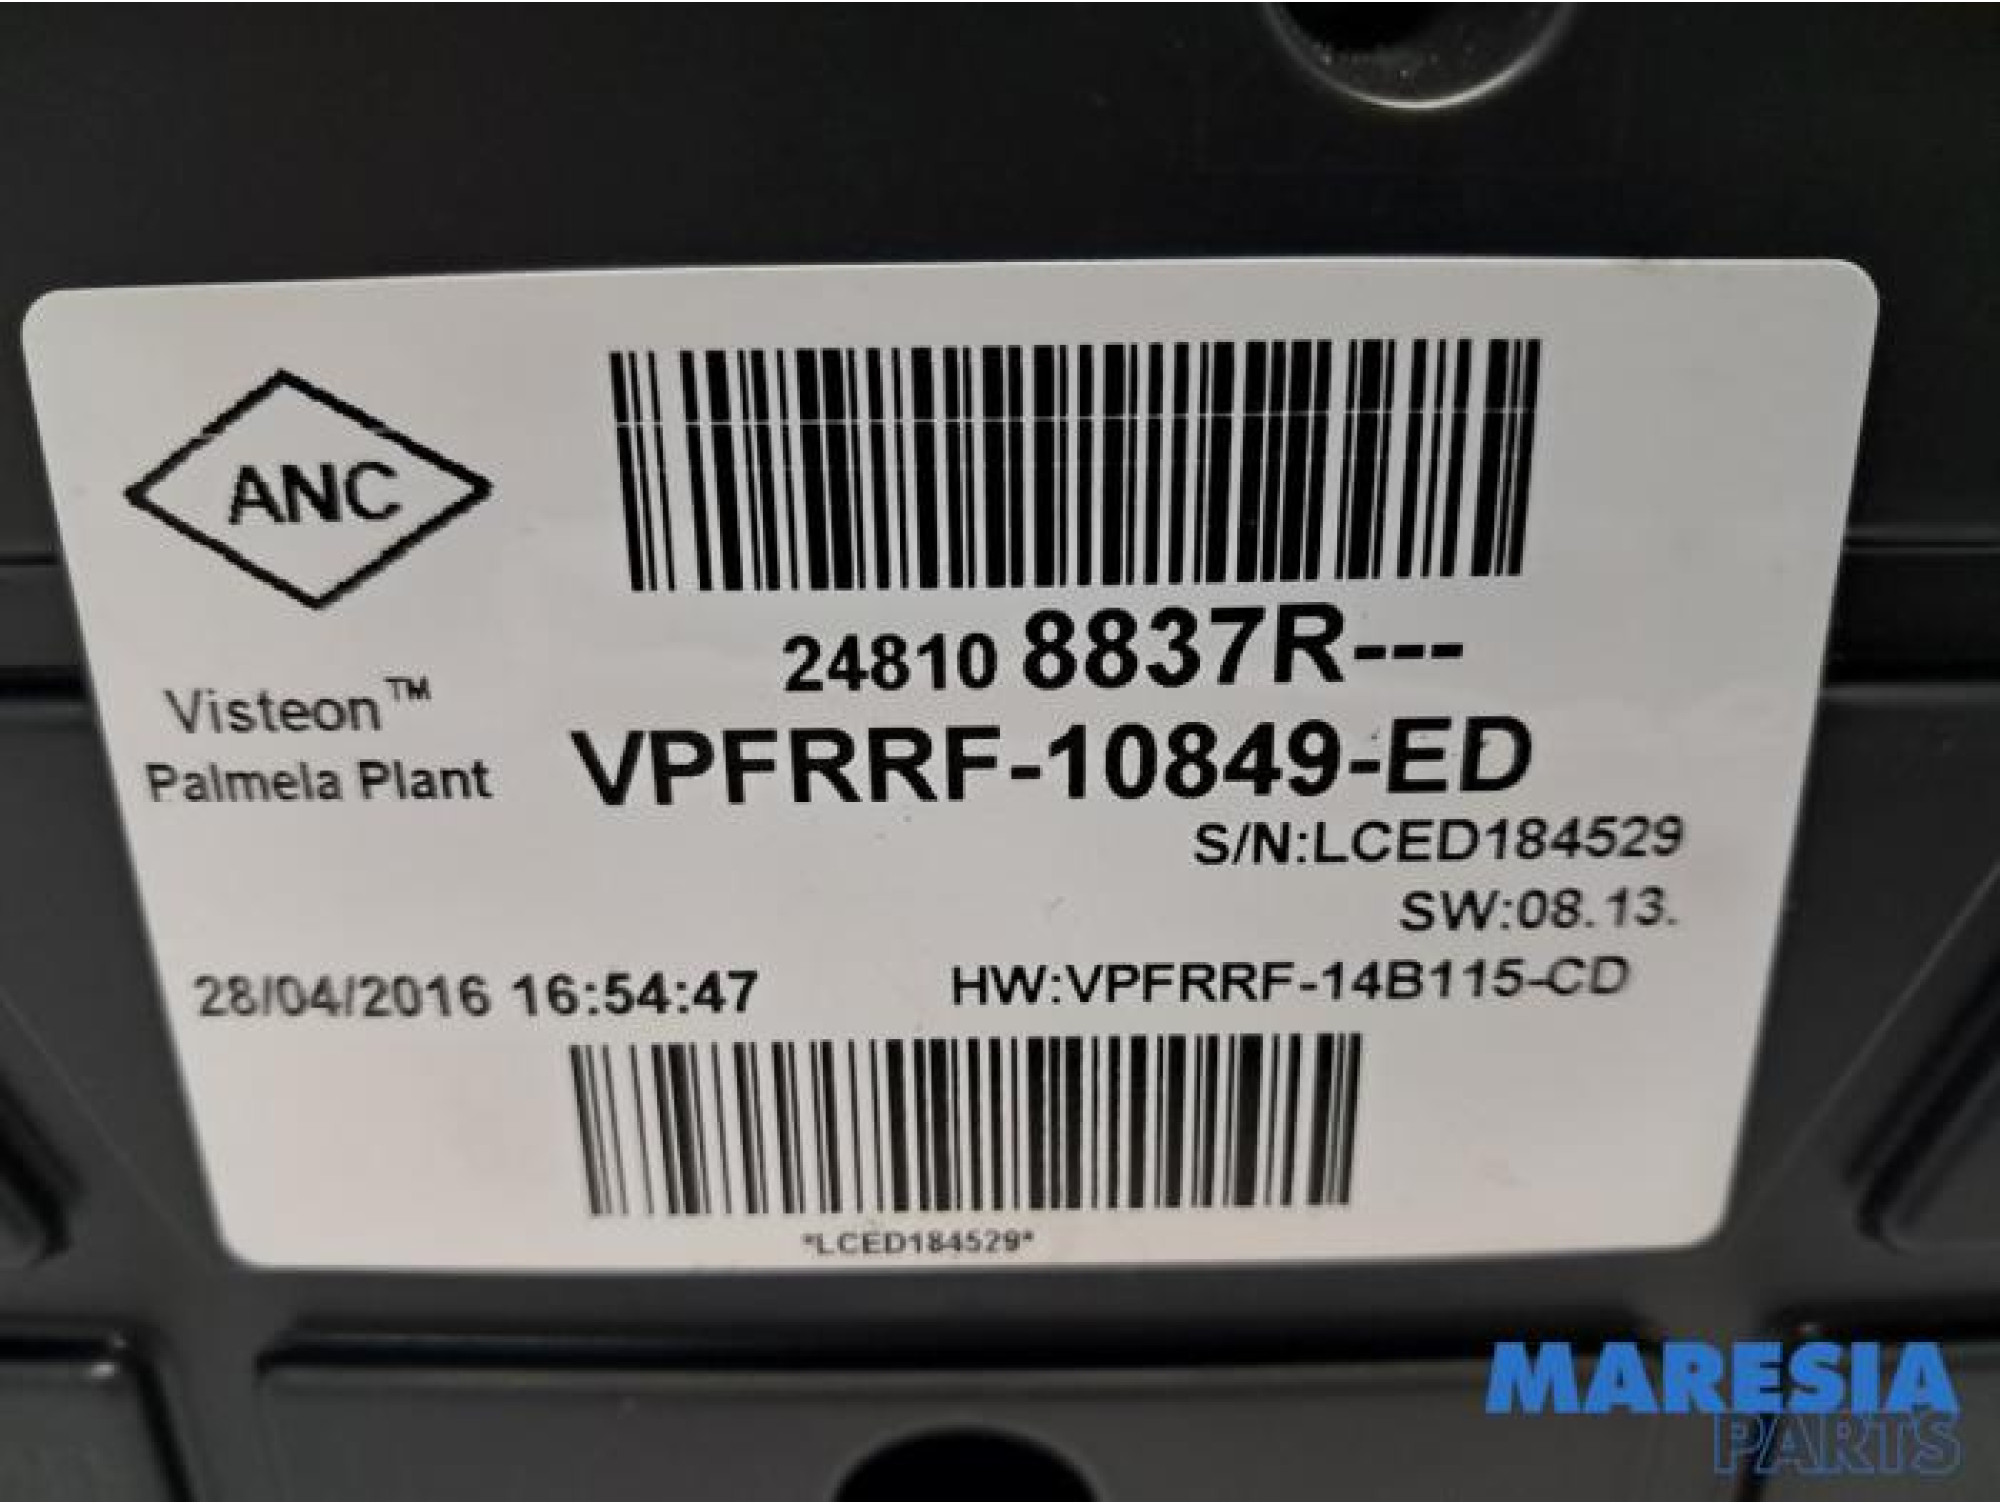 ANC
Visteon™
Palmela Plant
24810 8837R---
VPFRRF-10849-ED
S/N:LCED184529
SW:08.13.
28/04/2016 16:54:47
HW:VPFRRF-14B115-CD
*LCED184529*
MARESIA
PARTS